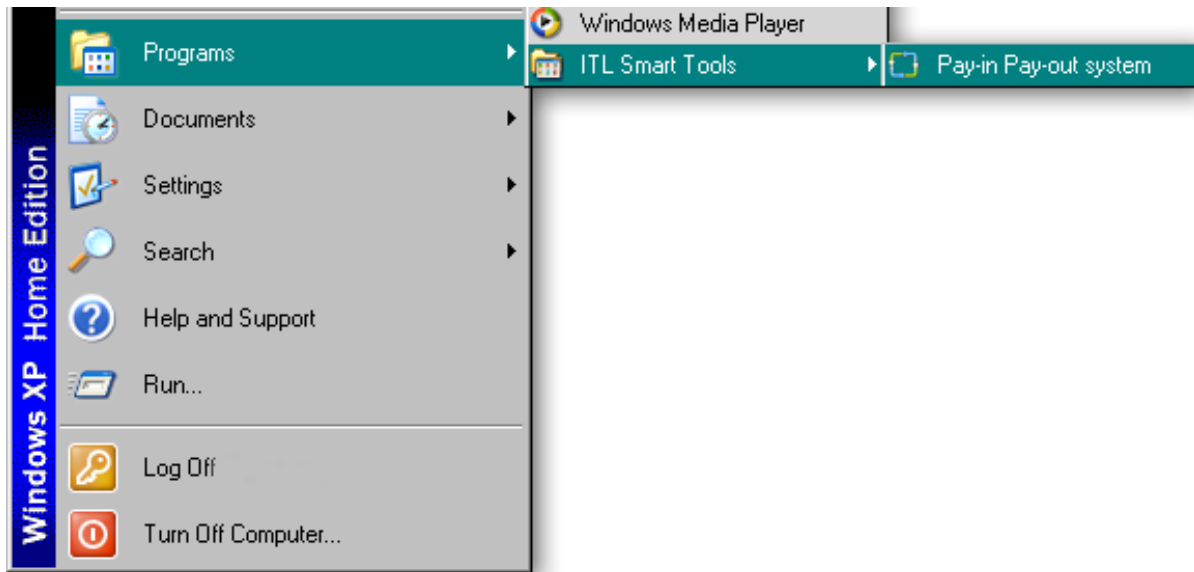 Windows Media Player
Programs
ITL Smart Tools
Pay-in Pay-out system
Documents
Settings
Search
Help and Support
Run...
Log Off
Turn Off Computer...
Windows XP Home Edition